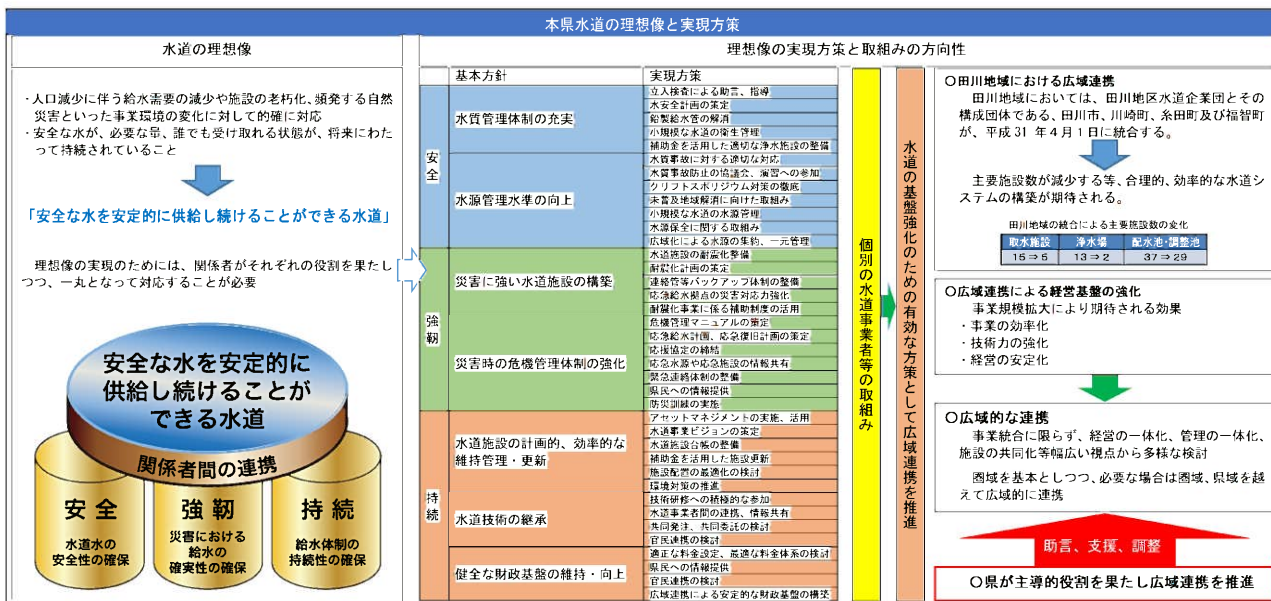 本県水道の理想像と実現方策
水道の理想像
・人口減少に伴う給水需要の減少や施設の老朽化、頻発する自然
災害といった事業環境の変化に対して的確に対応
・安全な水が、必要な量、誰でも受け取れる状態が、将来にわた
って持続されていること
「安全な水を安定的に供給し続けることができる水道」
理想像の実現のためには、関係者がそれぞれの役割を果たし
つつ、一丸となって対応することが必要
安全な水を安定的に
供給し続けることが
できる水道
関係者間の連携
安全
水道水の
安全性の確保
強靭
災害における
給水の
確実性の確保
持続
給水体制の
持続性の確保
理想像の実現方策と取組みの方向性
基本方針
実現方策
安全
水質管理体制の充実
立入検査による助言、指導
水安全計画の策定
鉛製給水管の解消
小規模な水道の衛生管理
補助金を活用した適切な浄水施設の整備
水源管理水準の向上
水質事故に対する適切な対応
水質事故防止の協議会、演習への参加
クリプトスポリジウム対策の徹底
未普及地域解消に向けた取組み
小規模な水道の水源管理
水源保全に関する取組み
広域化による水源の集約、一元管理
強靭
災害に強い水道施設の構築
水道施設の耐震化整備
耐震化計画の策定
連絡管等バックアップ体制の整備
応急給水拠点の災害対応力強化
耐震化事業に係る補助制度の活用
災害時の危機管理体制の強化
危機管理マニュアルの策定
応急給水計画、応急復旧計画の策定
応援協定の締結
応急水源や応急施設の情報共有
緊急連絡体制の整備
県民への情報提供
防災訓練の実施
持続
水道施設の計画的、効率的な
維持管理・更新
アセットマネジメントの実施、活用
水道事業ビジョンの策定
水道施設台帳の整備
補助金を活用した施設更新
施設配置の最適化の検討
環境対策の推進
水道技術の継承
技術研修への積極的な参加
水道事業者間の連携、情報共有
共同発注、共同委託の検討
官民連携の検討
健全な財政基盤の維持・向上
適正な料金設定、最適な料金体系の検討
県民への情報提供
官民連携の検討
広域連携による安定的な財政基盤の構築
個別の水道事業者等の取組み
水道の基盤強化のための有効な方策として広域連携を推進
〇田川地域における広域連携
田川地域においては、田川地区水道企業団とその
構成団体である、田川市、川崎町、糸田町及び福智町
が、平成31年4月1日に統合する。
主要施設数が減少する等、合理的、効率的な水道シ
ステムの構築が期待される。
田川地域の統合による主要施設数の変化
取水施設 浄水場 配水池・調整池
15⇒5 13⇒2 37⇒29
〇広域連携による経営基盤の強化
事業規模拡大により期待される効果
・事業の効率化
・技術力の強化
・経営の安定化
〇広域的な連携
事業統合に限らず、経営の一体化、管理の一体化、
施設の共同化等幅広い視点から多様な検討
圏域を基本としつつ、必要な場合は圏域、県域を越
えて広域的に連携
助言、支援、調整
〇県が主導的役割を果たし広域連携を推進